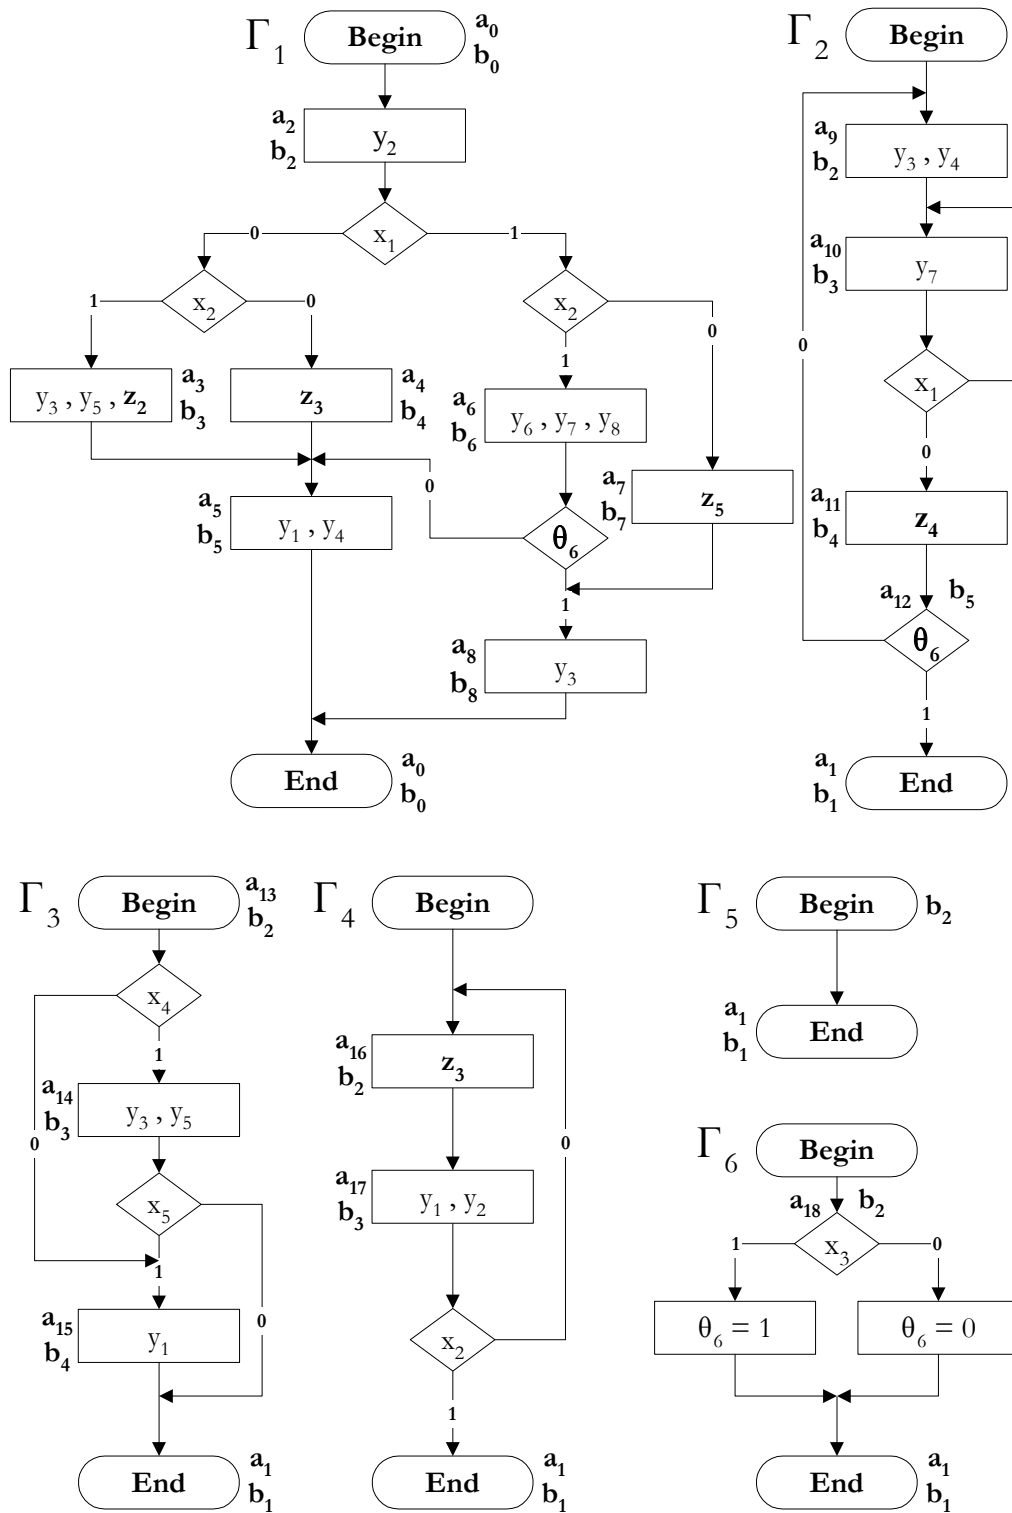 Γ1
Begin
a0
b0
a2
b2
y2
x1
0
1
x2
1
0
x2
1
0
y3 , y5 , z2
a3
b3
z3
a4
b4
a6
b6
y6 , y7 , y8
a5
b5
y1 , y4
0
θ6
1
a7
b7
z5
a8
b8
y3
End
a0
b0
Γ2
Begin
a9
b2
y3 , y4
a10
b3
y7
0
x1
0
a11
b4
z4
a12
b5
θ6
1
a1
b1
End
Γ3
Begin
a13
b2
x4
1
0
a14
b3
y3 , y5
x5
1
0
a15
b4
y1
End
a1
b1
Γ4
Begin
a16
b2
z3
0
a17
b3
y1 , y2
x2
1
End
a1
b1
Γ5
Begin
b2
a1
b1
End
Γ6
Begin
a18
b2
x3
1
0
θ6 = 1
θ6 = 0
End
a1
b1